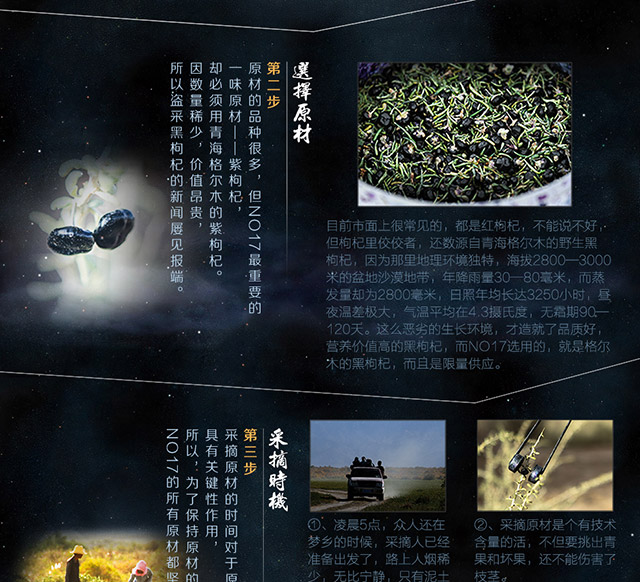 選擇原材
第二步
原材的品种很多，但NO17最重要的
一味原材——紫枸杞，
却必须用青海格尔木的紫枸杞。
因数量稀少，价值昂贵，
所以盗采黑枸杞的新闻屡见报端。
目前市面上很常见的，都是红枸杞，不能说不好，
但枸杞里佼佼者，还数源自青海格尔木的野生黑
枸杞，因为那里地理环境独特，海拔2800—3000
米的盆地沙漠地带，年降雨量30—80毫米，而蒸
发量却为2800毫米，日照年均长达3250小时，昼
夜温差极大，气温平均在4.3摄氏度，无霜期90—
120天。这么恶劣的生长环境，才造就了品质好，
营养价值高的黑枸杞，而NO17选用的，就是格尔
木的黑枸杞，而且是限量供应。
采摘時機
第三步
采摘原材的时间对于原
具有关键性作用，
所以，为了保持原材的
NO17的所有原材都坚
①、凌晨5点，众人还在
梦乡的时候，采摘人已经
准备出发了，路上人烟稀
少，无比宁静，只有泥土
②、采摘原材是个有技术
含量的活，不但要挑出青
果和坏果，还不能伤害了
枝茎。